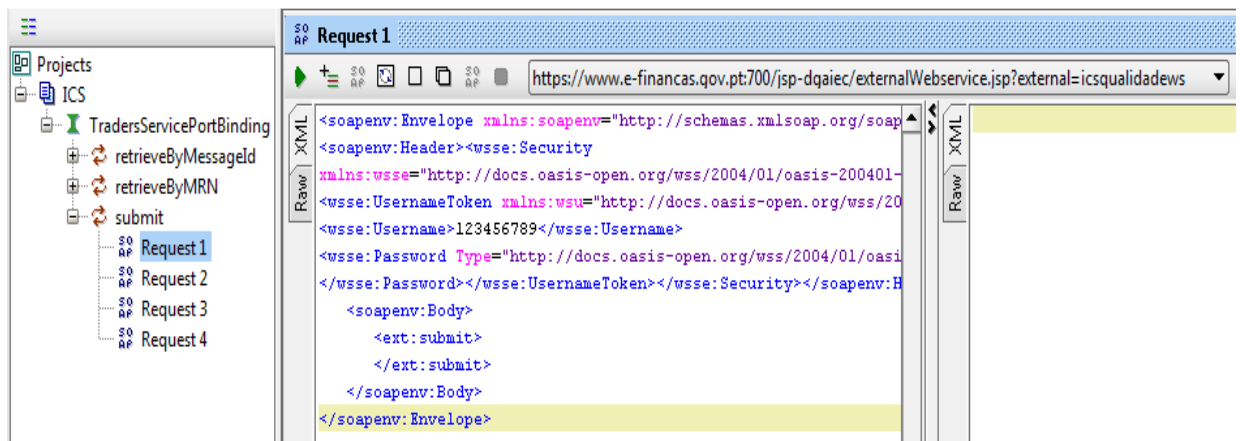 Projects
ICS
TradersServicePortBinding
retrieveByMessageId
retrieveByMRN
submit
Request 1
Request 2
Request 3
Request 4
Request 1
https://www.e-financas.gov.pt:700/jsp-dgaiec/externalWebservice.jsp?external=icsqualidadews
XML
Raw
<soapenv:Envelope xmlns:soapenv="http://schemas.xmlsoap.org/soap
<soapenv:Header><wsse:Security
xmlns:wsse="http://docs.oasis-open.org/wss/2004/01/oasis-200401-
<wsse:UsernameToken xmlns:wsu="http://docs.oasis-open.org/wss/20
<wsse:Username>123456789</wsse:Username>
<wsse:Password Type="http://docs.oasis-open.org/wss/2004/01/oasi
</wsse:Password></wsse:UsernameToken></wsse:Security></soapenv:H
<soapenv:Body>
<ext:submit>
</ext:submit>
</soapenv:Body>
</soapenv:Envelope>
XML
Raw